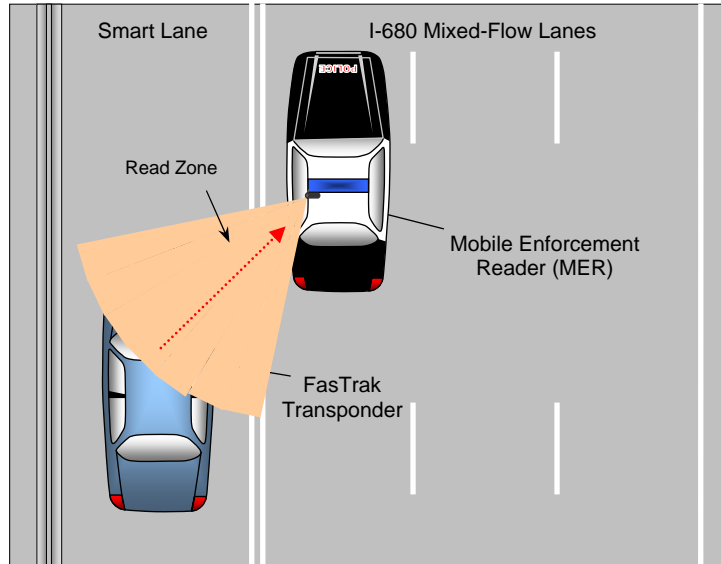 Smart Lane
I-680 Mixed-Flow Lanes
POLICE
Read Zone
Mobile Enforcement
Reader (MER)
FasTrak
Transponder